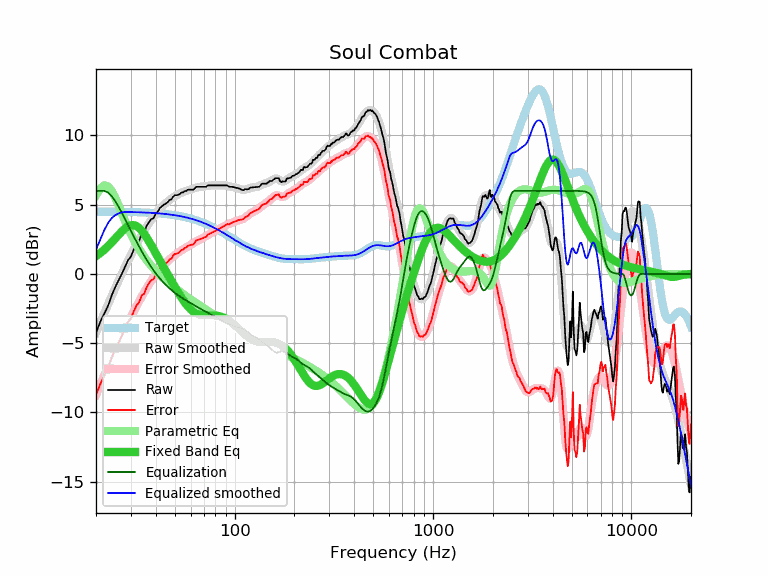 Soul Combat
Amplitude (dBr)
10
5
0
−5
−10
−15
Target
Raw Smoothed
Error Smoothed
Raw
Error
Parametric Eq
Fixed Band Eq
Equalization
Equalized smoothed
100
1000
10000
Frequency (Hz)